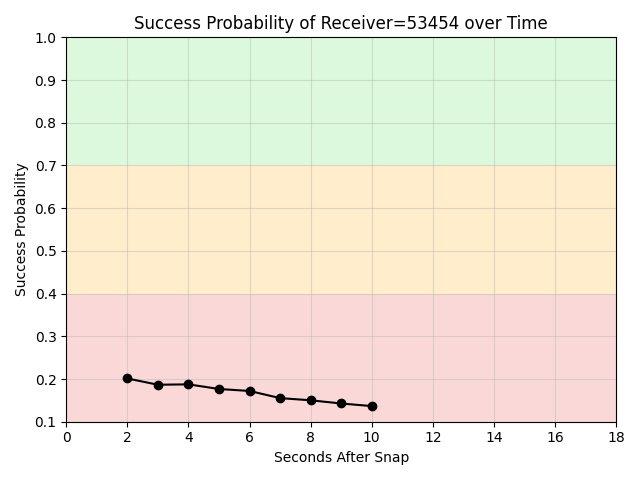 Success Probability of Receiver=53454 over Time
1.0
0.9
0.8
0.7
0.6
0.5
0.4
0.3
0.2
0.1
Success Probability
0 2 4 6 8 10 12 14 16 18
Seconds After Snap